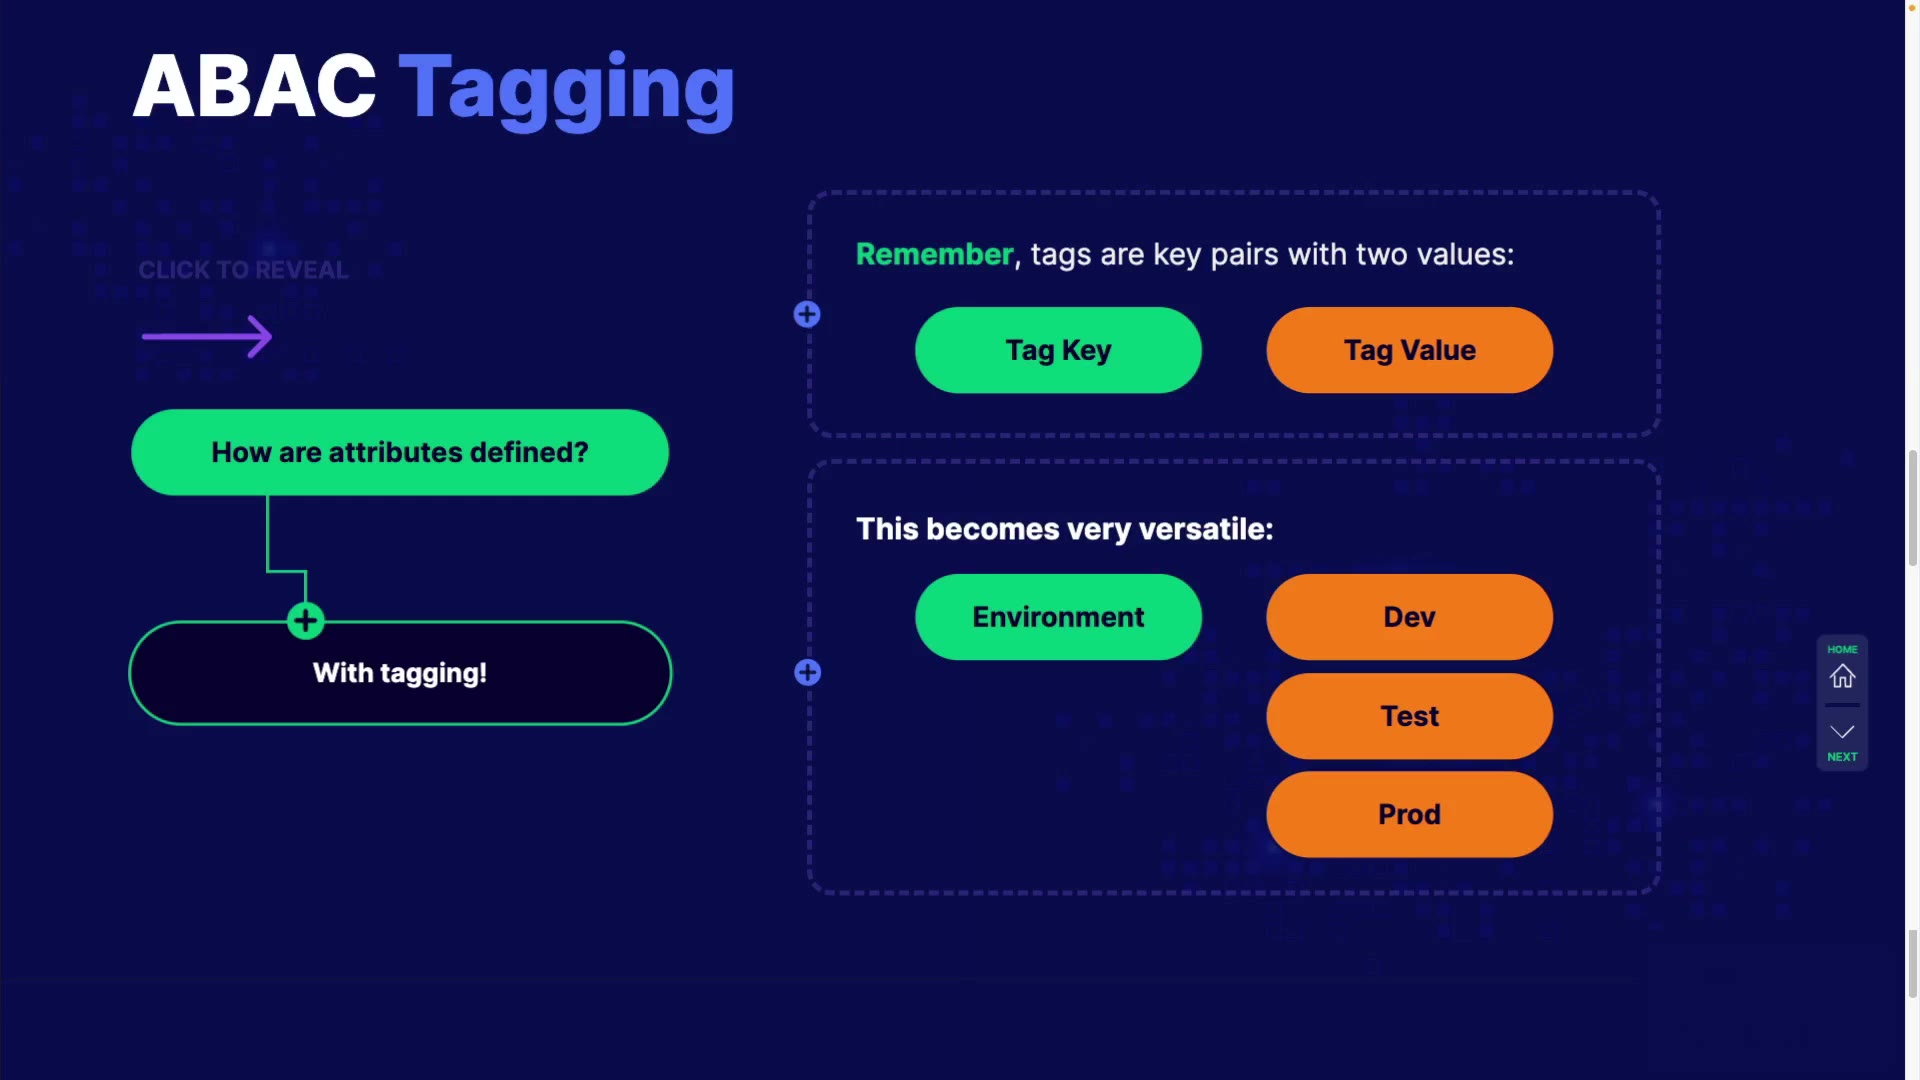 ABAC Tagging
CLICK TO REVEAL
How are attributes defined?
With tagging!
Remember, tags are key pairs with two values:
Tag Key
Tag Value
This becomes very versatile:
Environment
Dev
Test
Prod
HOME
NEXT